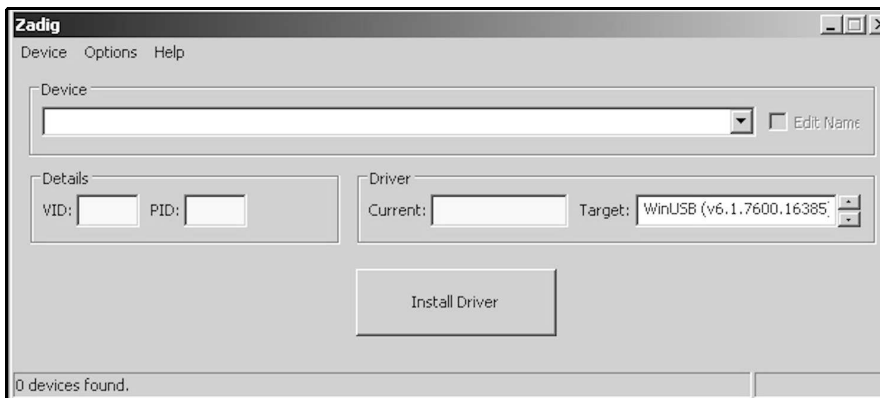 Zadig
Device Options Help
Device
Edit Name
Details
VID: PID:
Driver
Current: Target: WinUSB (v6.1.7600.16385)
Install Driver
0 devices found.